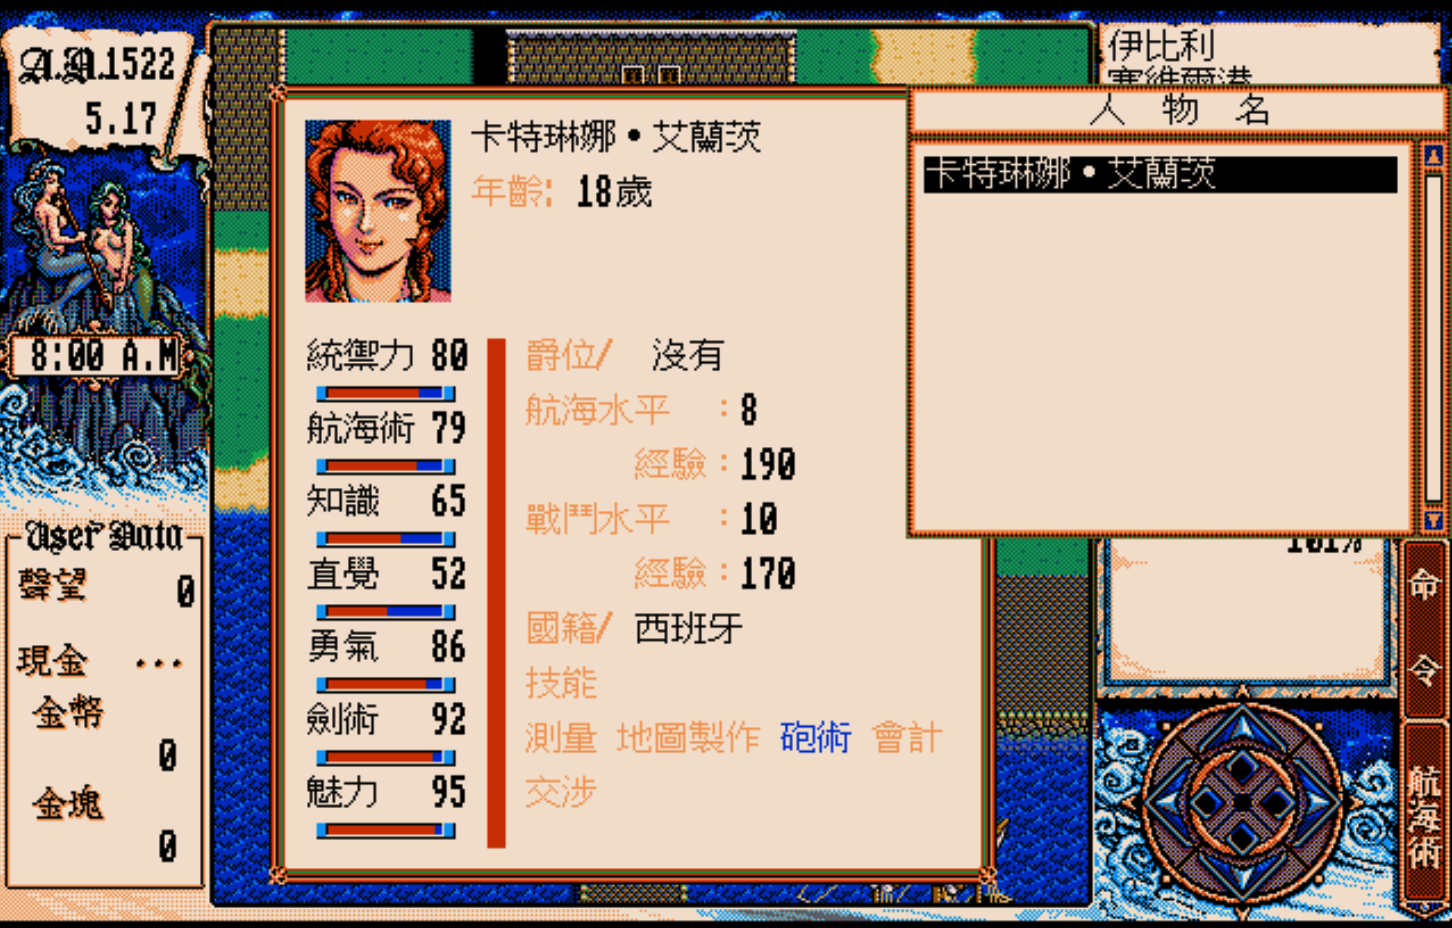 A.D.1522
5.17
8:00 A.M
User Data
聲望 0
現金 ...
金幣
0
金塊
0
卡特琳娜•艾蘭茨
年齡: 18歲
統禦力 80
航海術 79
知識 65
直覺 52
勇氣 86
劍術 92
魅力 95
爵位/ 沒有
航海水平 :8
經驗:190
戰鬥水平 :10
經驗:170
國籍/ 西班牙
技能
測量 地圖製作 砲術 會計
交涉
伊比利
塞維爾港
人 物 名
卡特琳娜•艾蘭茨
101%
命令
航海術